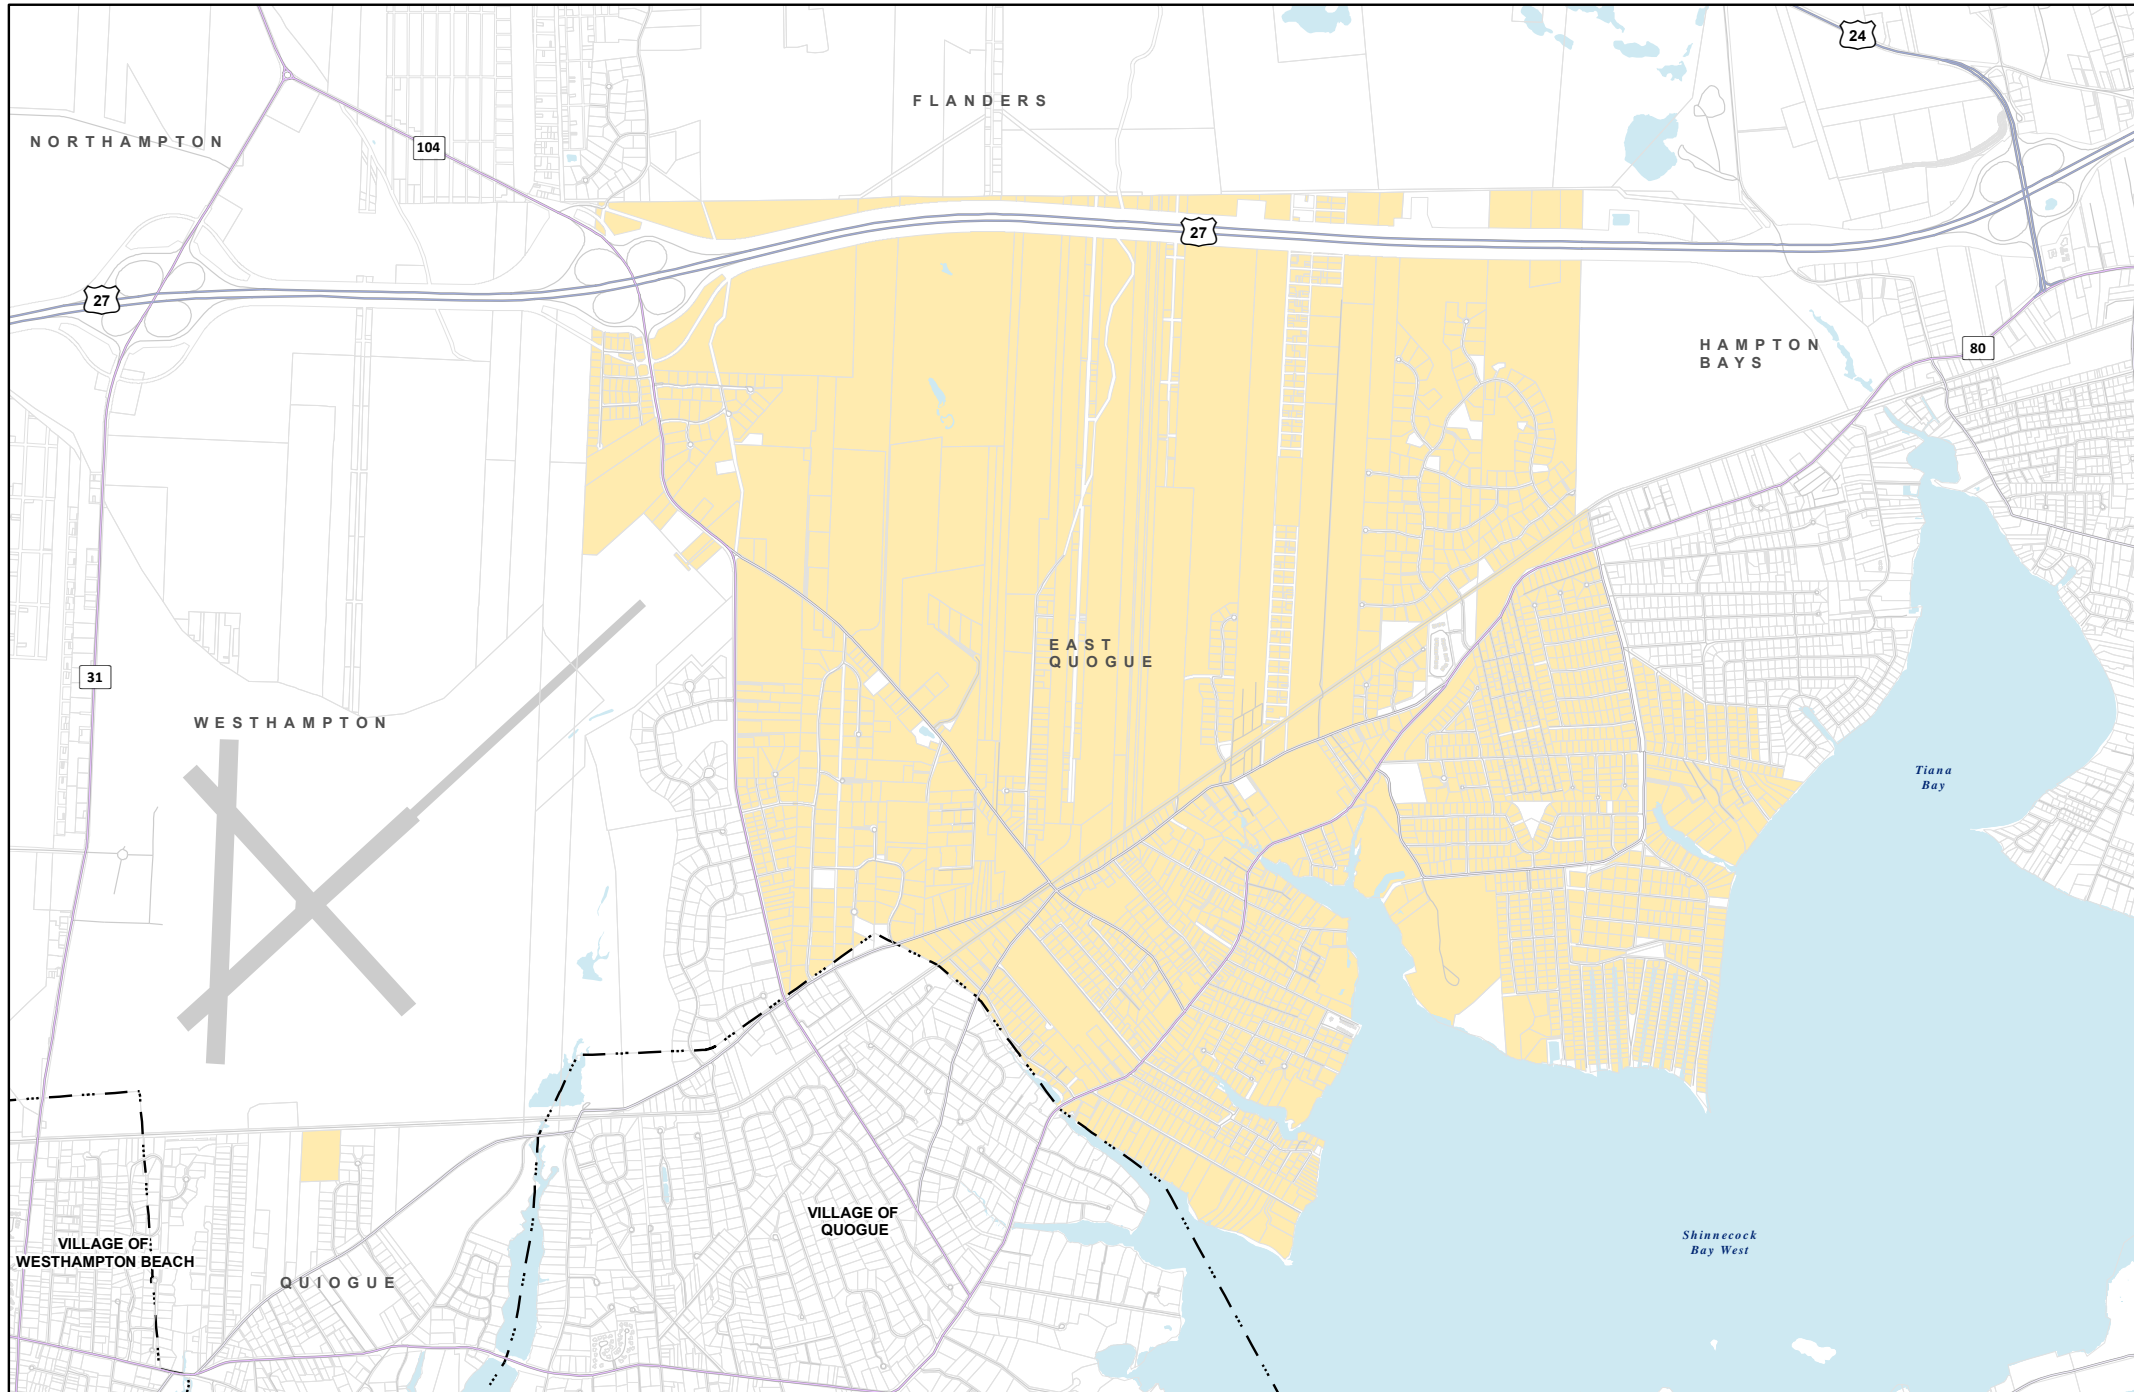 24
FLANDERS
NORTHAMPTON
104
27
27
HAMPTON
BAYS
80
EAST
QUOGUE
31
WESTHAMPTON
Tiana
Bay
VILLAGE OF
QUOGUE
VILLAGE OF
WESTHAMPTON BEACH
Shinnecock
Bay West
QUIOGUE